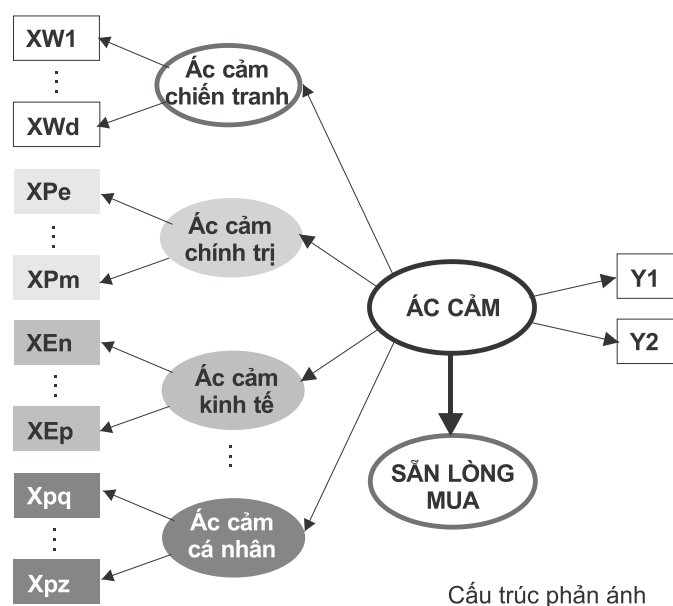 XW1
XWd
Ác cảm
chiến tranh
XPe
XPm
Ác cảm
chính trị
XEn
XEp
Ác cảm
kinh tế
Xpq
Xpz
Ác cảm
cá nhân
ÁC CẢM
Y1
Y2
SẴN LÒNG
MUA
Cấu trúc phản ánh